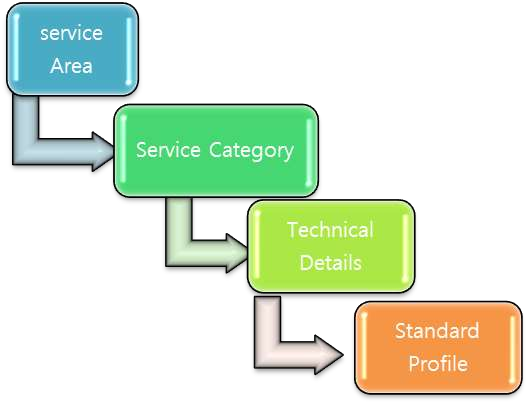 service
Area
Service Category
Technical
Details
Standard
Profile